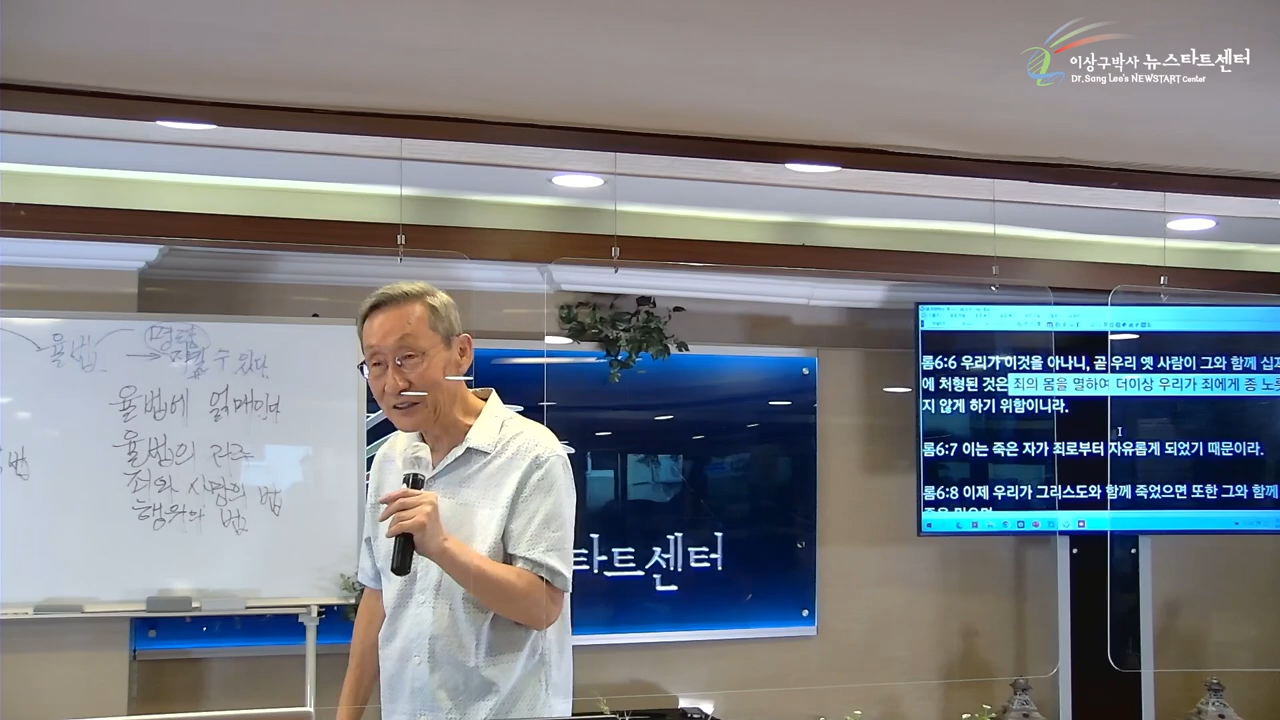 이상구박사 뉴스타트센터
Dr. Sang Lee's NEWSTART Center
율법
수 있다.
율법에 얽매이다
율법의 저주
죄와 사망의 법
행위의 법
법
타트센터
롬6:6 우리가 이것을 아나니, 곧 우리 옛 사람이 그와 함께 십자
에 처형된 것은 죄의 몸을 멸하여 더이상 우리가 죄에게 종 노릇
지 않게 하기 위함이니라.
롬6:7 이는 죽은 자가 죄로부터 자유롭게 되었기 때문이라.
롬6:8 이제 우리가 그리스도와 함께 죽었으면 또한 그와 함께